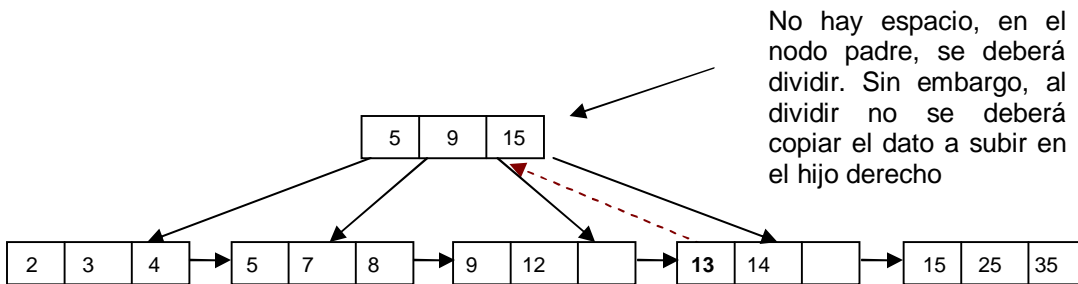 No hay espacio, en el
nodo padre, se deberá
dividir. Sin embargo, al
dividir no se deberá
copiar el dato a subir en
el hijo derecho
5 9 15
2 3 4 5 7 8 9 12 13 14 15 25 35